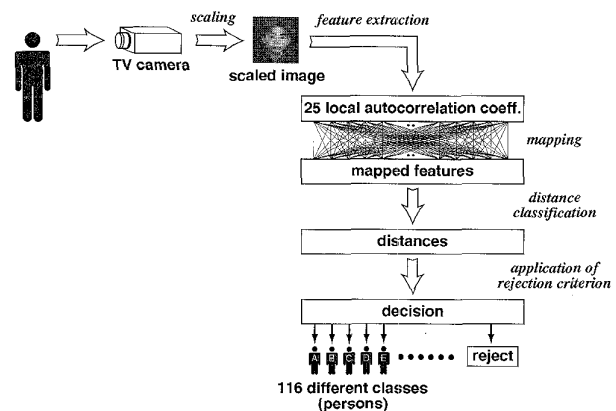 scaling
feature extraction
TV camera
scaled image
25 local autocorrelation coeff.
mapping
mapped features
distance
classification
distances
application of
rejection criterion
decision
A B C D E
reject
116 different classes
(persons)